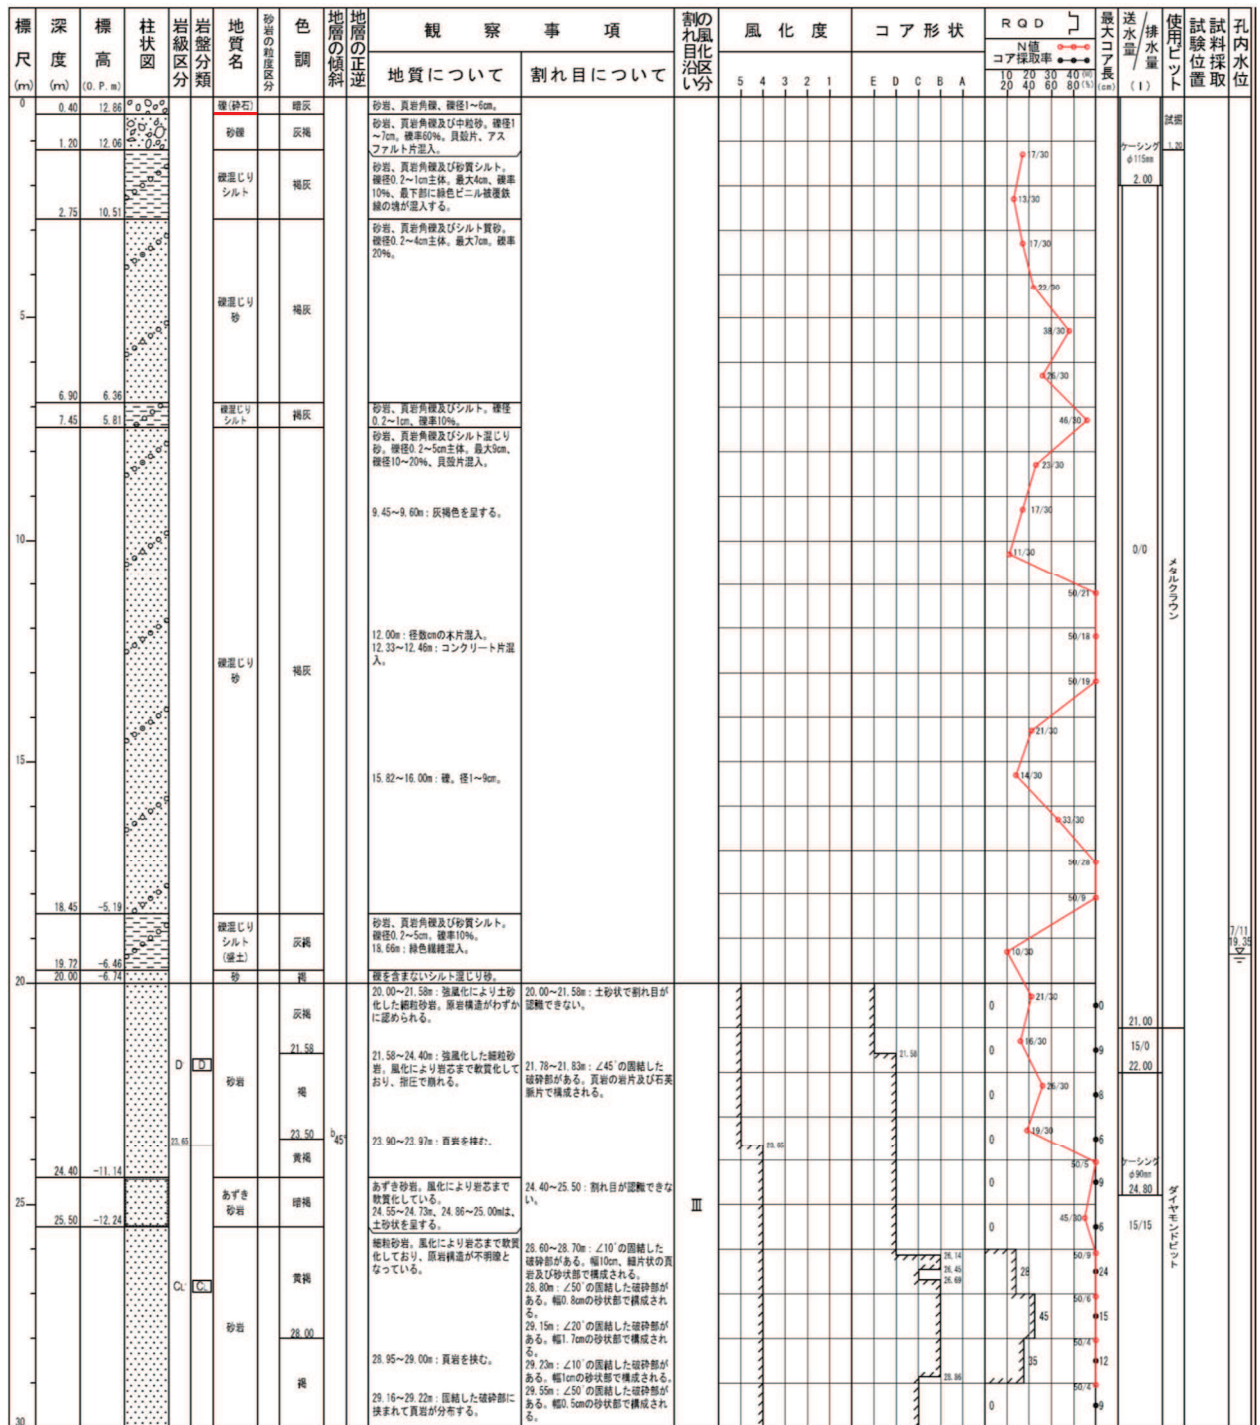 標尺(m)
深度(m)
標高(O.P.m)
柱状図
岩級区分
岩盤分類
地質名
砂岩の粒度区分
色調
地層の傾斜
地層の正逆
観察事項
地質について
割れ目について
割れ目沿いの風化区分
風化度
5 4 3 2 1
コア形状
E D C B A
RQD
N値
コア採取率
10 20 30 40 (N)
20 40 60 80 (%)
最大コア長(cm)
送水量/排水量(l)
使用ビット
試験位置
試料採取
孔内水位
0
0.40 12.86
礫(砕石)
暗灰
砂岩、頁岩角礫、礫径1~6cm。
1.20 12.06
砂礫
灰褐
砂岩、頁岩角礫及び中粒砂。礫径1
~7cm。礫率60%。貝殻片、アス
ファルト片混入。
試掘
1.20
ケーシング
φ115mm
2.00
17/30
2.75 10.51
礫混じり
シルト
褐灰
砂岩、頁岩角礫及び砂質シルト。
礫径0.2~1cm主体。最大4cm、礫率
10%、最下部に緑色ビニル被覆鉄
線の塊が混入する。
13/30
礫混じり
砂
褐灰
砂岩、頁岩角礫及びシルト質砂。
礫径0.2~4cm主体。最大7cm。礫率
20%。
17/30
22/30
5
38/30
26/30
6.90 6.36
7.45 5.81
礫混じり
シルト
褐灰
砂岩、頁岩角礫及びシルト。礫径
0.2~1cm、礫率10%。
46/30
砂岩、頁岩角礫及びシルト混じり
砂。礫径0.2~5cm主体。最大9cm、
礫径10~20%、貝殻片混入。
23/30
9.45~9.60m:灰褐色を呈する。
17/30
10
11/30
0/0
メタルクラウン
50/21
12.00m:径数cmの木片混入。
12.33~12.46m:コンクリート片混
入。
50/18
礫混じり
砂
褐灰
50/19
21/30
15
15.82~16.00m:礫。径1~9cm。
14/30
33/30
50/28
50/9
18.45 -5.19
礫混じり
シルト
(盛土)
灰褐
砂岩、頁岩角礫及び砂質シルト。
礫径0.2~5cm。礫率10%。
18.66m:緑色繊維混入。
7/11
19.35
10/30
19.72 -6.46
20.00 -6.74
砂
褐
礫を含まないシルト混じり砂。
20
灰褐
20.00~21.58m:強風化により土砂
化した細粒砂岩。原岩構造がわずか
に認められる。
20.00~21.58m:土砂状で割れ目が
認識できない。
21/30
0
0
21.00
21.58
21.58
16/30
0
9
15/0
22.00
D
D
砂岩
褐
21.58~24.40m:強風化した細粒砂
岩。風化により岩芯まで軟質化して
おり、指圧で崩れる。
21.78~21.83m:∠45°の固結した
破砕部がある。頁岩の岩片及び石英
脈片で構成される。
26/30
0
8
23.65
23.50
b 45°
23.90~23.97m:頁岩を挟む。
23.65
19/30
0
6
黄褐
24.40 -11.14
50/5
0
9
ケーシング
φ90mm
24.80
25
あずき
砂岩
暗褐
あずき砂岩。風化により岩芯まで
軟質化している。
24.55~24.73m、24.86~25.00mは、
土砂状を呈する。
24.40~25.50:割れ目が認識できな
い。
III
45/30
0
6
15/15
ダイヤモンドビット
25.50 -12.24
細粒砂岩。風化により岩芯まで軟質
化しており、原岩構造が不明瞭と
なっている。
28.60~28.70m:∠10°の固結した
破砕部がある。幅10cm、細片状の頁
岩及び砂状部で構成される。
26.14
26.45
26.69
50/9
28
24
CL'
CL
黄褐
28.80m:∠50°の固結した破砕部が
ある。幅0.8cmの砂状部で構成され
る。
50/6
45
15
砂岩
28.00
29.15m:∠20°の固結した破砕部が
ある。幅1.7cmの砂状部で構成され
る。
50/4
35
12
28.95~29.00m:頁岩を挟む。
29.23m:∠10°の固結した破砕部が
ある。幅1cmの砂状部で構成される。
28.86
褐
29.16~29.22m:固結した破砕部に
挟まれて頁岩が分布する。
29.55m:∠50°の固結した破砕部が
ある。幅0.5cmの砂状部で構成され
る。
50/4
0
9
30